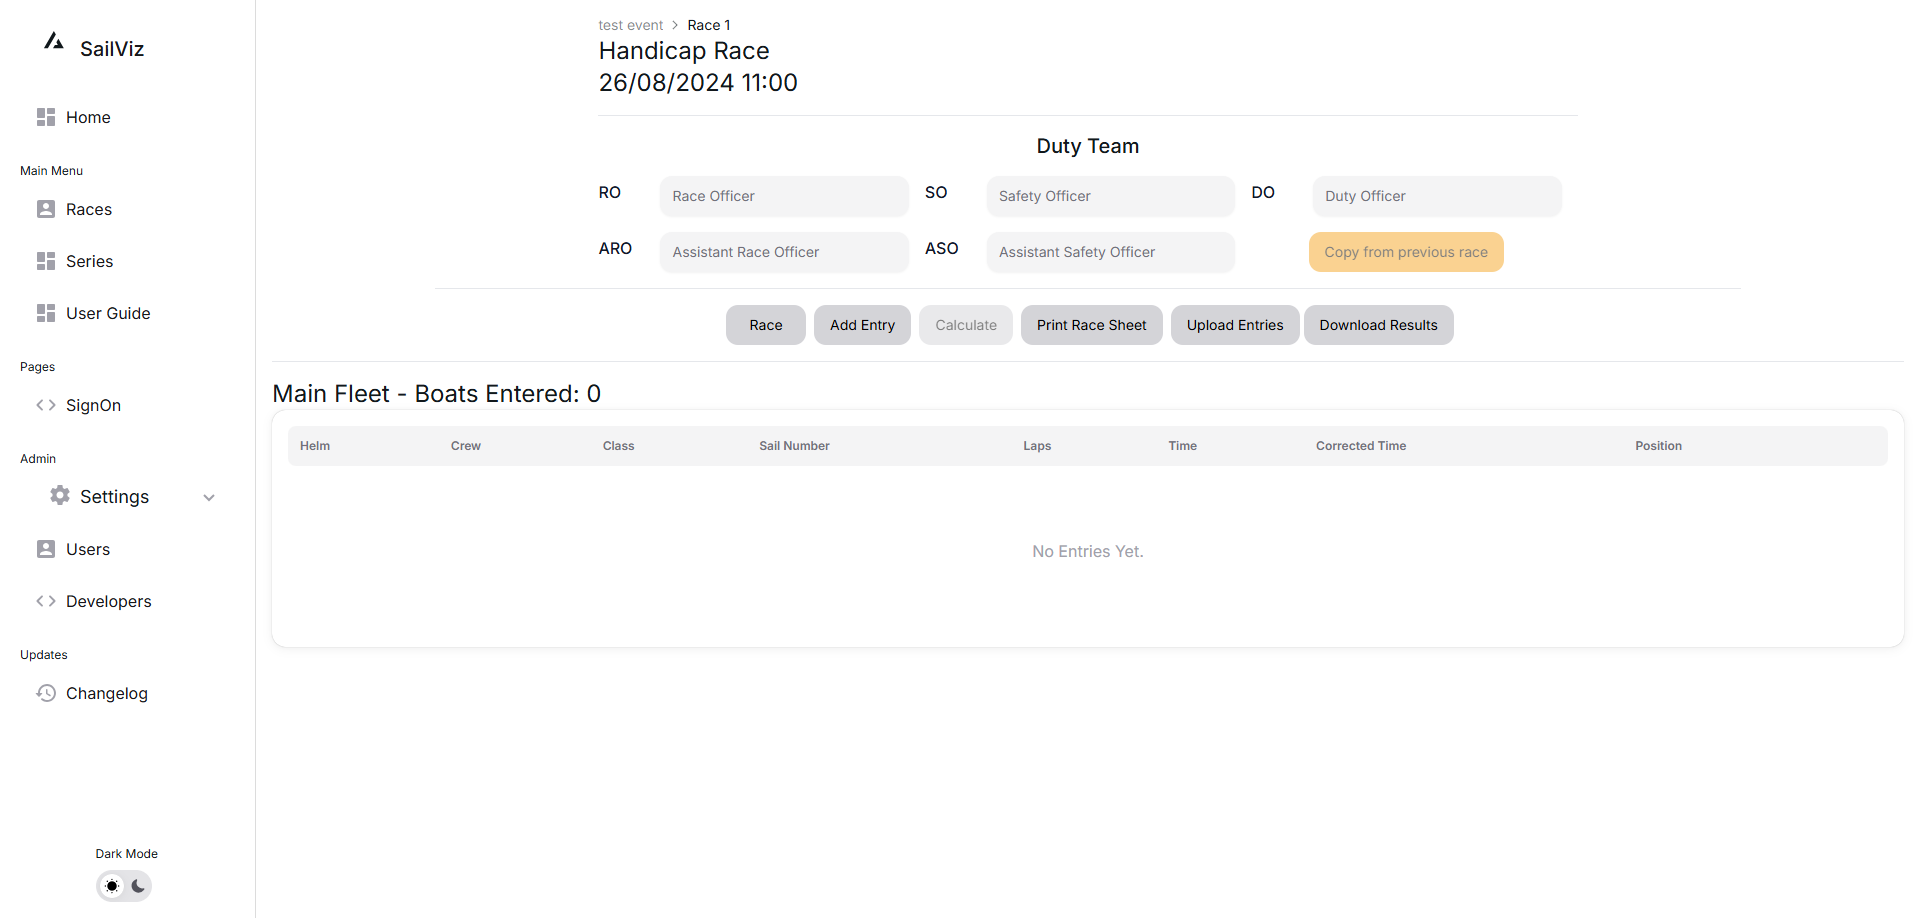 SailViz
Home
Main Menu
Races
Series
User Guide
Pages
SignOn
Admin
Settings
Users
Developers
Updates
Changelog
Dark Mode
test event > Race 1
Handicap Race
26/08/2024 11:00
Duty Team
RO Race Officer SO Safety Officer DO Duty Officer
ARO Assistant Race Officer ASO Assistant Safety Officer Copy from previous race
Race Add Entry Calculate Print Race Sheet Upload Entries Download Results
Main Fleet - Boats Entered: 0
Helm Crew Class Sail Number Laps Time Corrected Time Position
No Entries Yet.